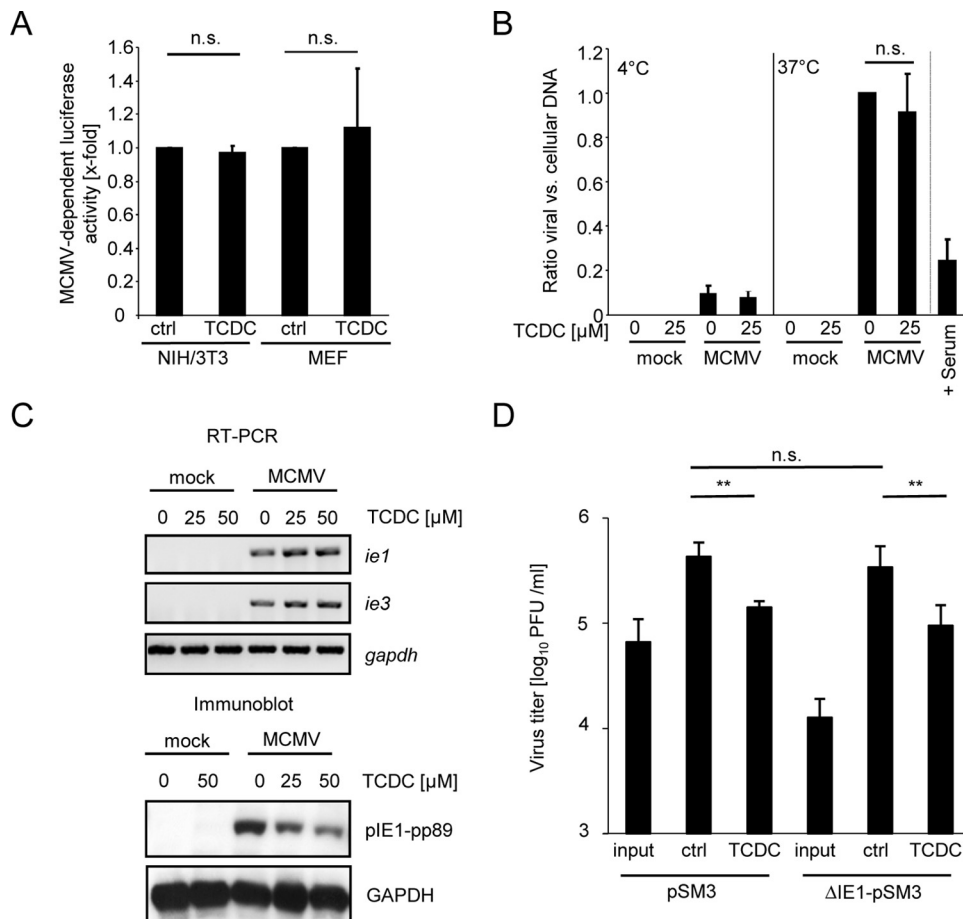 A
n.s.
n.s.
MCMV-dependent luciferase
activity [x-fold]
1.6
1.4
1.2
1.0
0.8
0.6
0.4
0.2
0
ctrl TCDC ctrl TCDC
NIH/3T3 MEF
B
n.s.
4°C 37°C
Ratio viral vs. cellular DNA
1.2
1.0
0.8
0.6
0.4
0.2
0
TCDC [µM] 0 25 0 25 0 25 0 25
mock MCMV mock MCMV
+ Serum
C
RT-PCR
mock MCMV
0 25 50 0 25 50 TCDC [µM]
ie1
ie3
gapdh
Immunoblot
mock MCMV
0 50 0 25 50 TCDC [µM]
pIE1-pp89
GAPDH
D
n.s.
** **
Virus titer [log10 PFU /ml]
6
5
4
3
input ctrl TCDC input ctrl TCDC
pSM3 ΔIE1-pSM3